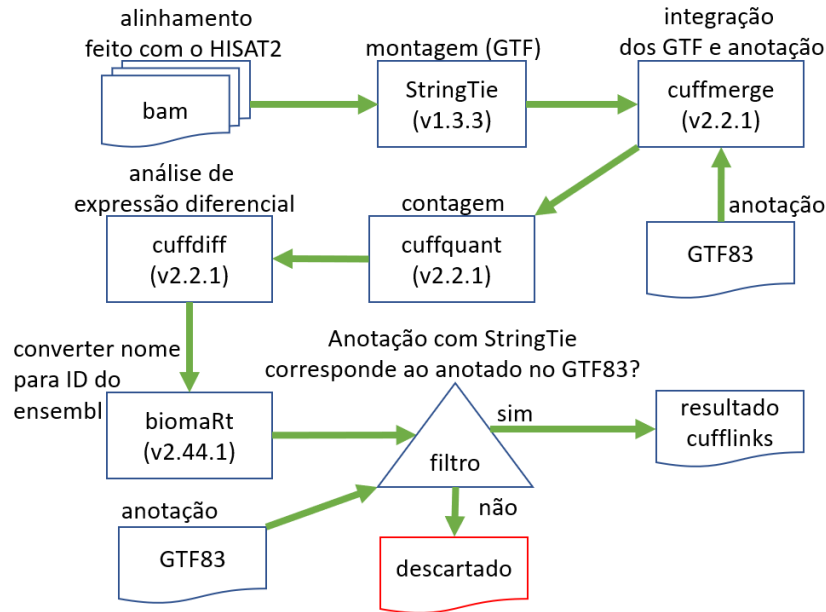 alinhamento
feito com o HISAT2
bam
montagem (GTF)
StringTie
(v1.3.3)
integração
dos GTF e anotação
cuffmerge
(v2.2.1)
anotação
GTF83
contagem
cuffquant
(v2.2.1)
análise de
expressão diferencial
cuffdiff
(v2.2.1)
converter nome
para ID do
ensembl
biomaRt
(v2.44.1)
Anotação com StringTie
corresponde ao anotado no GTF83?
filtro
sim
resultado
cufflinks
anotação
GTF83
não
descartado